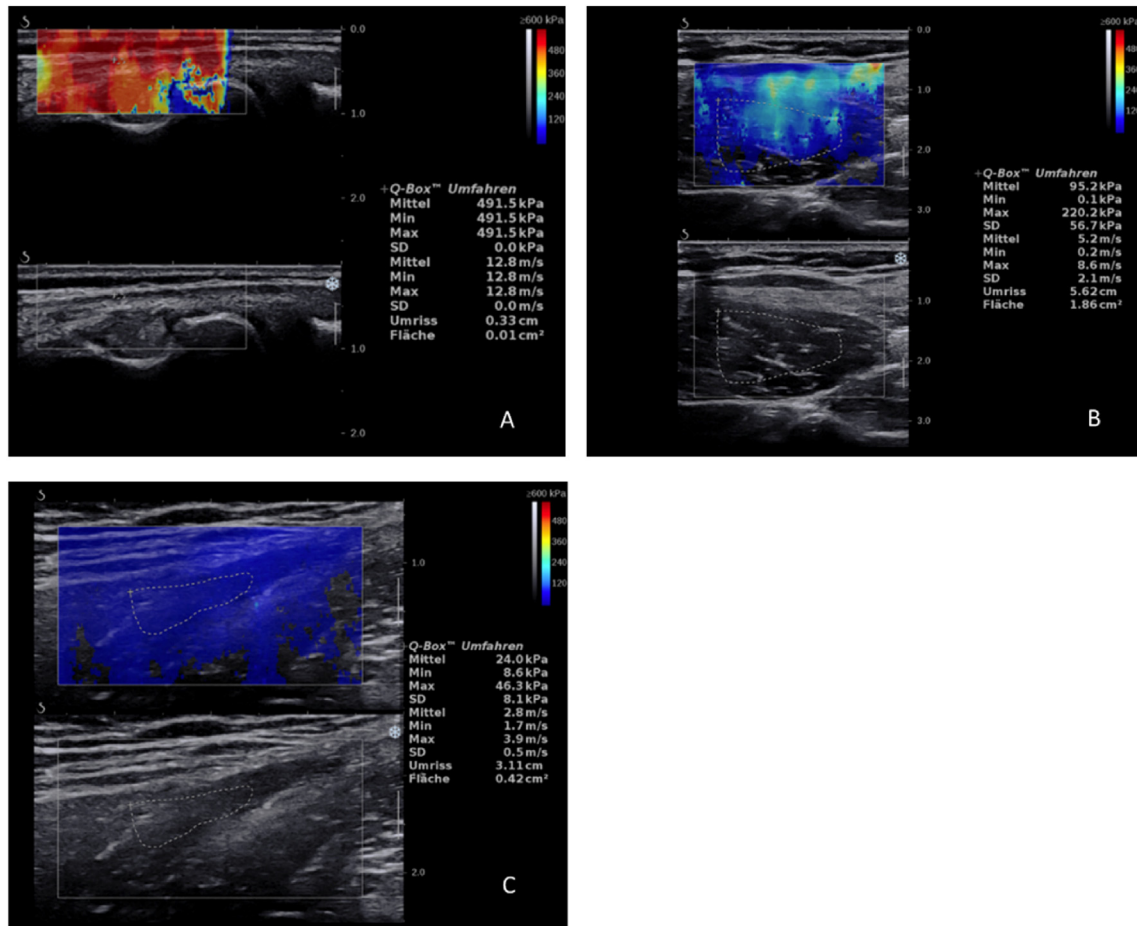 ≥600 kPa
480
360
240
120
0.0
1.0
2.0
+Q-Box™ Umfahren
Mittel 491.5 kPa
Min 491.5 kPa
Max 491.5 kPa
SD 0.0 kPa
Mittel 12.8 m/s
Min 12.8 m/s
Max 12.8 m/s
SD 0.0 m/s
Umriss 0.33 cm
Fläche 0.01 cm²
1.0
2.0
A
≥600 kPa
480
360
240
120
0.0
1.0
2.0
3.0
+Q-Box™ Umfahren
Mittel 95.2 kPa
Min 0.1 kPa
Max 220.2 kPa
SD 56.7 kPa
Mittel 5.2 m/s
Min 0.2 m/s
Max 8.6 m/s
SD 2.1 m/s
Umriss 5.62 cm
Fläche 1.86 cm²
1.0
2.0
3.0
B
≥600 kPa
480
360
240
120
1.0
+Q-Box™ Umfahren
Mittel 24.0 kPa
Min 8.6 kPa
Max 46.3 kPa
SD 8.1 kPa
Mittel 2.8 m/s
Min 1.7 m/s
Max 3.9 m/s
SD 0.5 m/s
Umriss 3.11 cm
Fläche 0.42 cm²
2.0
C